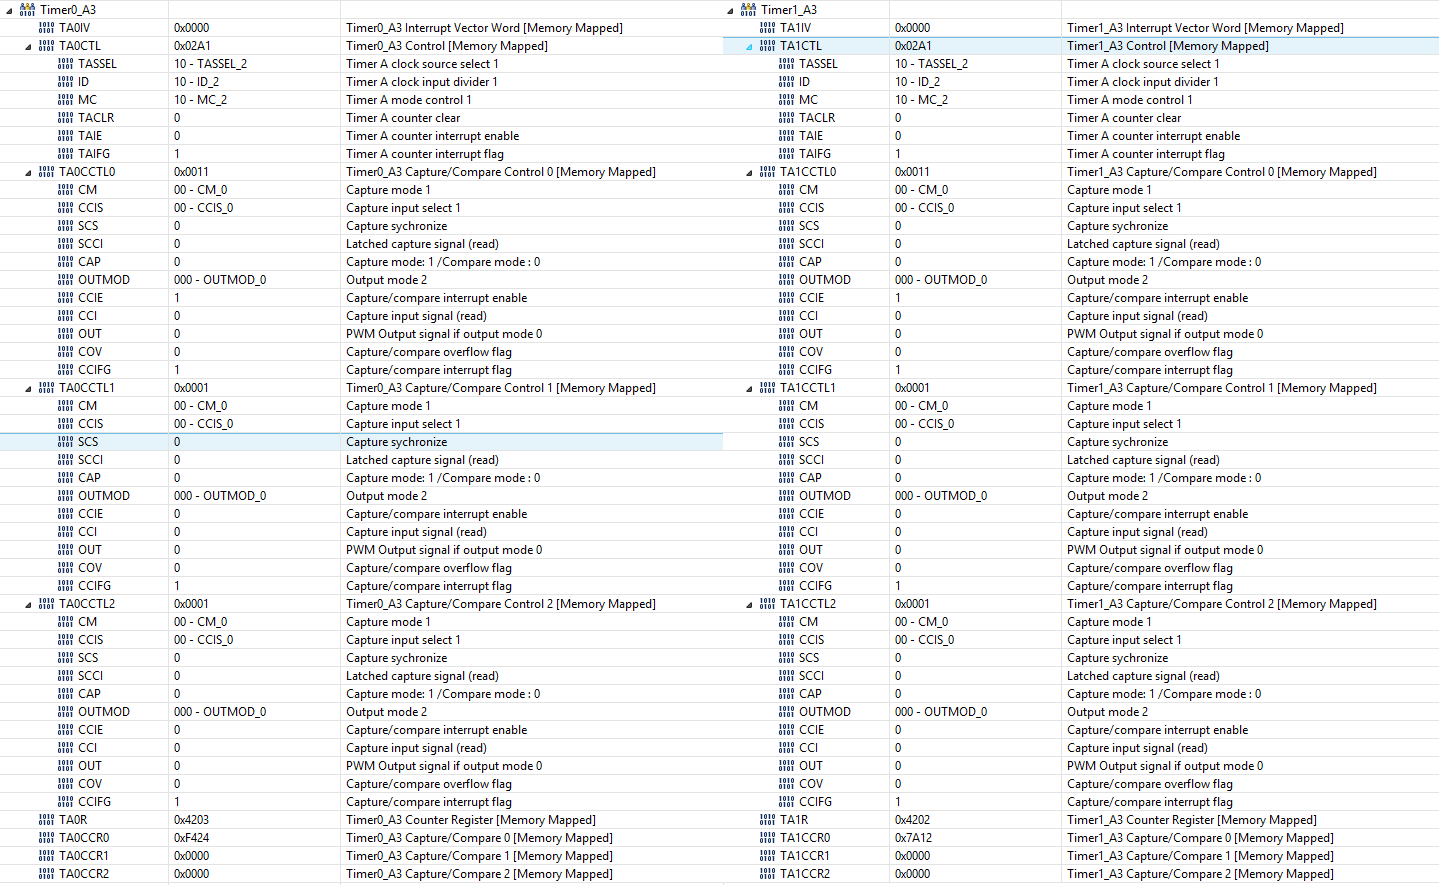 Timer0_A3
TA0IV 0x0000 Timer0_A3 Interrupt Vector Word [Memory Mapped]
TA0CTL 0x02A1 Timer0_A3 Control [Memory Mapped]
TASSEL 10 - TASSEL_2 Timer A clock source select 1
ID 10 - ID_2 Timer A clock input divider 1
MC 10 - MC_2 Timer A mode control 1
TACLR 0 Timer A counter clear
TAIE 0 Timer A counter interrupt enable
TAIFG 1 Timer A counter interrupt flag
TA0CCTL0 0x0011 Timer0_A3 Capture/Compare Control 0 [Memory Mapped]
CM 00 - CM_0 Capture mode 1
CCIS 00 - CCIS_0 Capture input select 1
SCS 0 Capture sychronize
SCCI 0 Latched capture signal (read)
CAP 0 Capture mode: 1 /Compare mode : 0
OUTMOD 000 - OUTMOD_0 Output mode 2
CCIE 1 Capture/compare interrupt enable
CCI 0 Capture input signal (read)
OUT 0 PWM Output signal if output mode 0
COV 0 Capture/compare overflow flag
CCIFG 1 Capture/compare interrupt flag
TA0CCTL1 0x0001 Timer0_A3 Capture/Compare Control 1 [Memory Mapped]
CM 00 - CM_0 Capture mode 1
CCIS 00 - CCIS_0 Capture input select 1
SCS 0 Capture sychronize
SCCI 0 Latched capture signal (read)
CAP 0 Capture mode: 1 /Compare mode : 0
OUTMOD 000 - OUTMOD_0 Output mode 2
CCIE 0 Capture/compare interrupt enable
CCI 0 Capture input signal (read)
OUT 0 PWM Output signal if output mode 0
COV 0 Capture/compare overflow flag
CCIFG 1 Capture/compare interrupt flag
TA0CCTL2 0x0001 Timer0_A3 Capture/Compare Control 2 [Memory Mapped]
CM 00 - CM_0 Capture mode 1
CCIS 00 - CCIS_0 Capture input select 1
SCS 0 Capture sychronize
SCCI 0 Latched capture signal (read)
CAP 0 Capture mode: 1 /Compare mode : 0
OUTMOD 000 - OUTMOD_0 Output mode 2
CCIE 0 Capture/compare interrupt enable
CCI 0 Capture input signal (read)
OUT 0 PWM Output signal if output mode 0
COV 0 Capture/compare overflow flag
CCIFG 1 Capture/compare interrupt flag
TA0R 0x4203 Timer0_A3 Counter Register [Memory Mapped]
TA0CCR0 0xF424 Timer0_A3 Capture/Compare 0 [Memory Mapped]
TA0CCR1 0x0000 Timer0_A3 Capture/Compare 1 [Memory Mapped]
TA0CCR2 0x0000 Timer0_A3 Capture/Compare 2 [Memory Mapped]
Timer1_A3
TA1IV 0x0000 Timer1_A3 Interrupt Vector Word [Memory Mapped]
TA1CTL 0x02A1 Timer1_A3 Control [Memory Mapped]
TASSEL 10 - TASSEL_2 Timer A clock source select 1
ID 10 - ID_2 Timer A clock input divider 1
MC 10 - MC_2 Timer A mode control 1
TACLR 0 Timer A counter clear
TAIE 0 Timer A counter interrupt enable
TAIFG 1 Timer A counter interrupt flag
TA1CCTL0 0x0011 Timer1_A3 Capture/Compare Control 0 [Memory Mapped]
CM 00 - CM_0 Capture mode 1
CCIS 00 - CCIS_0 Capture input select 1
SCS 0 Capture sychronize
SCCI 0 Latched capture signal (read)
CAP 0 Capture mode: 1 /Compare mode : 0
OUTMOD 000 - OUTMOD_0 Output mode 2
CCIE 1 Capture/compare interrupt enable
CCI 0 Capture input signal (read)
OUT 0 PWM Output signal if output mode 0
COV 0 Capture/compare overflow flag
CCIFG 1 Capture/compare interrupt flag
TA1CCTL1 0x0001 Timer1_A3 Capture/Compare Control 1 [Memory Mapped]
CM 00 - CM_0 Capture mode 1
CCIS 00 - CCIS_0 Capture input select 1
SCS 0 Capture sychronize
SCCI 0 Latched capture signal (read)
CAP 0 Capture mode: 1 /Compare mode : 0
OUTMOD 000 - OUTMOD_0 Output mode 2
CCIE 0 Capture/compare interrupt enable
CCI 0 Capture input signal (read)
OUT 0 PWM Output signal if output mode 0
COV 0 Capture/compare overflow flag
CCIFG 1 Capture/compare interrupt flag
TA1CCTL2 0x0001 Timer1_A3 Capture/Compare Control 2 [Memory Mapped]
CM 00 - CM_0 Capture mode 1
CCIS 00 - CCIS_0 Capture input select 1
SCS 0 Capture sychronize
SCCI 0 Latched capture signal (read)
CAP 0 Capture mode: 1 /Compare mode : 0
OUTMOD 000 - OUTMOD_0 Output mode 2
CCIE 0 Capture/compare interrupt enable
CCI 0 Capture input signal (read)
OUT 0 PWM Output signal if output mode 0
COV 0 Capture/compare overflow flag
CCIFG 1 Capture/compare interrupt flag
TA1R 0x4202 Timer1_A3 Counter Register [Memory Mapped]
TA1CCR0 0x7A12 Timer1_A3 Capture/Compare 0 [Memory Mapped]
TA1CCR1 0x0000 Timer1_A3 Capture/Compare 1 [Memory Mapped]
TA1CCR2 0x0000 Timer1_A3 Capture/Compare 2 [Memory Mapped]